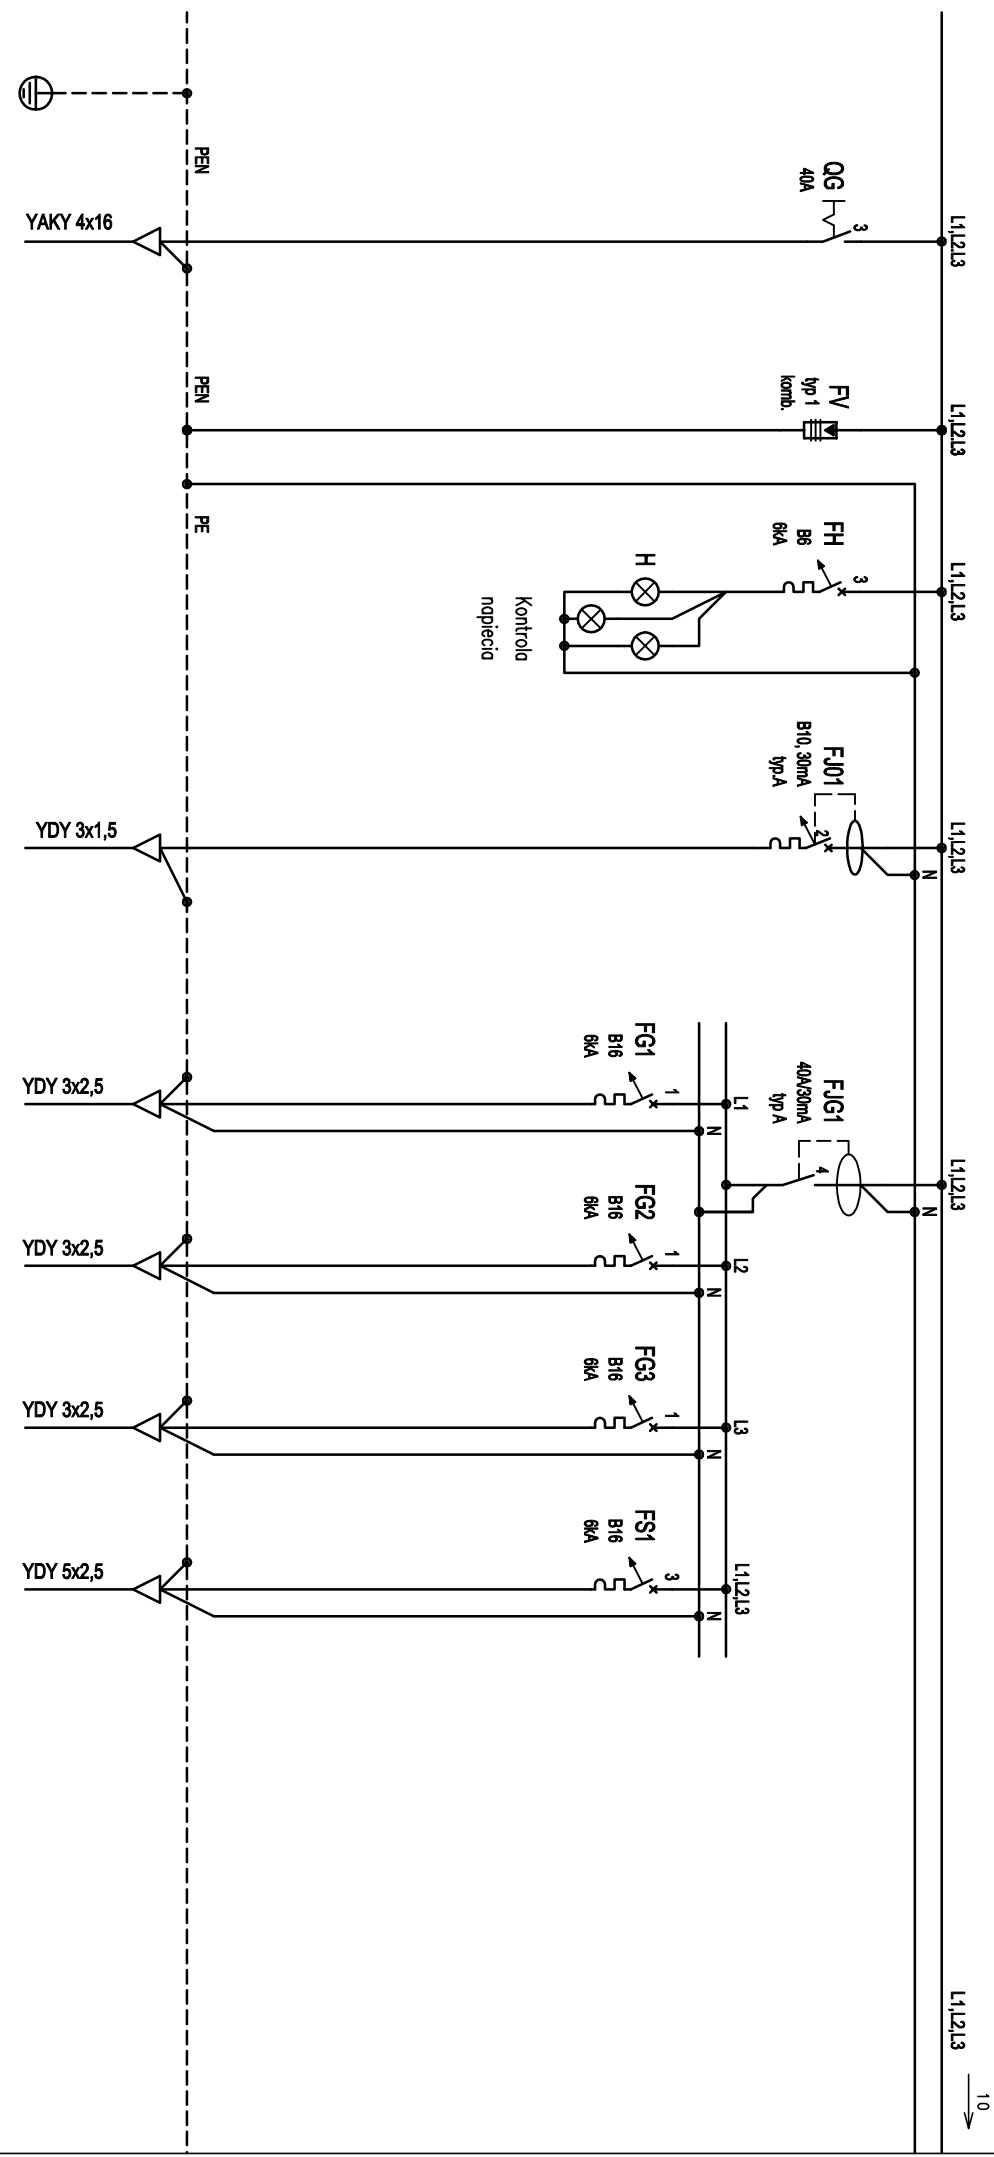 PEN
YAKY 4x16
QG
40A
3
L1,L2.L3
PEN
FV
typ 1
komb.
L1,L2.L3
PE
FH
B6
6kA
3
L1,L2,L3
H
Kontrola
napiecia
FJ01
B10, 30mA
typ.A
2
L1,L2,L3
N
YDY 3x1,5
FJG1
40A/30mA
typ A
4
L1,L2,L3
N
FG1
B16
6kA
1
L1
N
YDY 3x2,5
FG2
B16
6kA
1
L2
N
YDY 3x2,5
FG3
B16
6kA
1
L3
N
YDY 3x2,5
FS1
B16
6kA
3
L1,L2,L3
N
YDY 5x2,5
L1,L2,L3
10